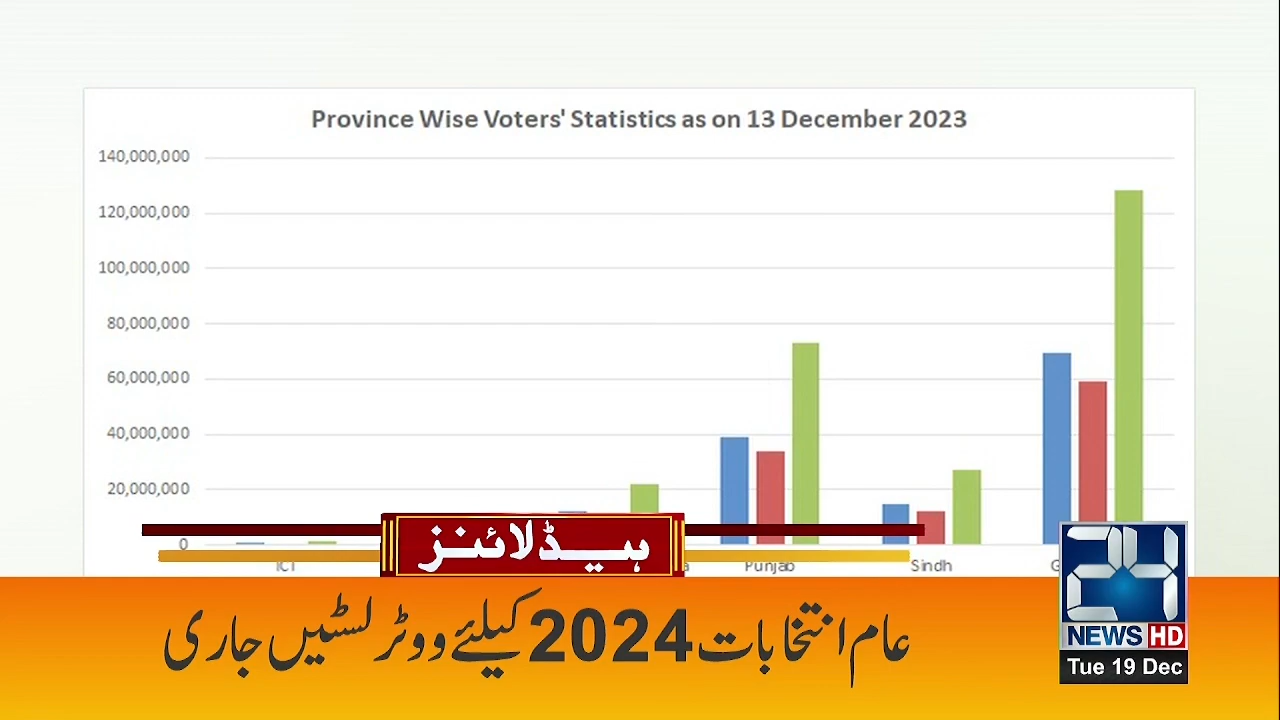 Province Wise Voters' Statistics as on 13 December 2023
140,000,000
120,000,000
100,000,000
80,000,000
60,000,000
40,000,000
20,000,000
0
ICT
Punjab
Sindh
ہیڈلائنز
عام انتخابات 2024 کیلئے ووٹر لسٹیں جاری
24
NEWS HD
Tue 19 Dec